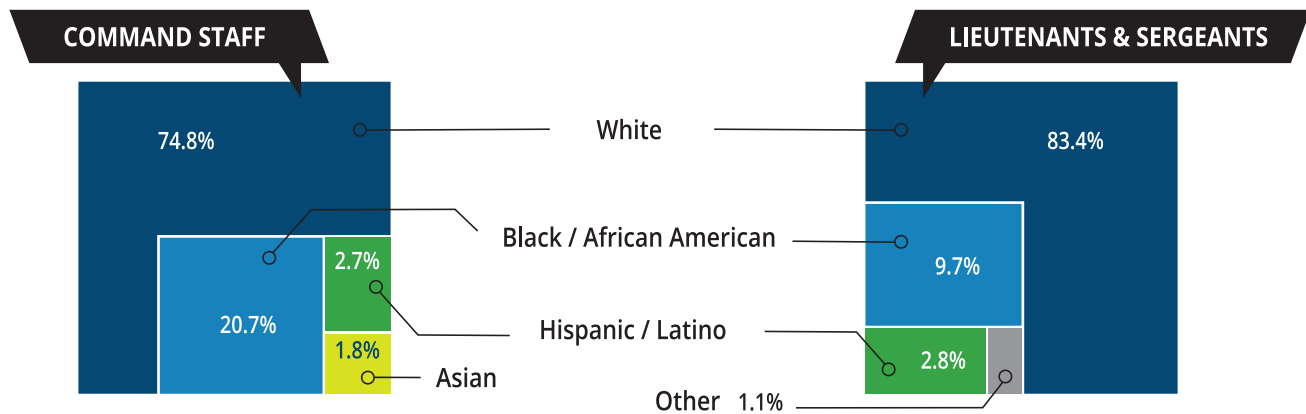 COMMAND STAFF
LIEUTENANTS & SERGEANTS
74.8%
White
83.4%
Black / African American
2.7%
9.7%
20.7%
Hispanic / Latino
1.8%
2.8%
Asian
Other 1.1%